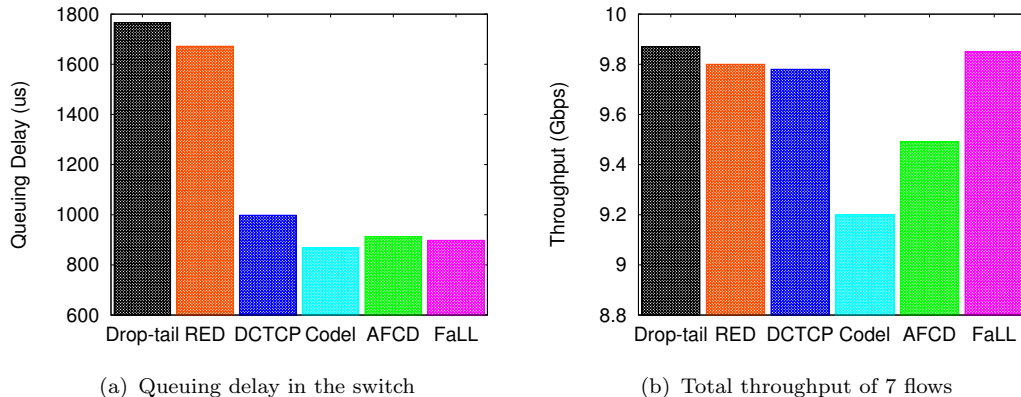 1800
1600
1400
1200
1000
800
600
Queuing Delay (us)
Drop-tail RED DCTCP Codel AFCD FaLL
(a) Queuing delay in the switch
10
9.8
9.6
9.4
9.2
9
8.8
Throughput (Gbps)
Drop-tail RED DCTCP Codel AFCD FaLL
(b) Total throughput of 7 flows